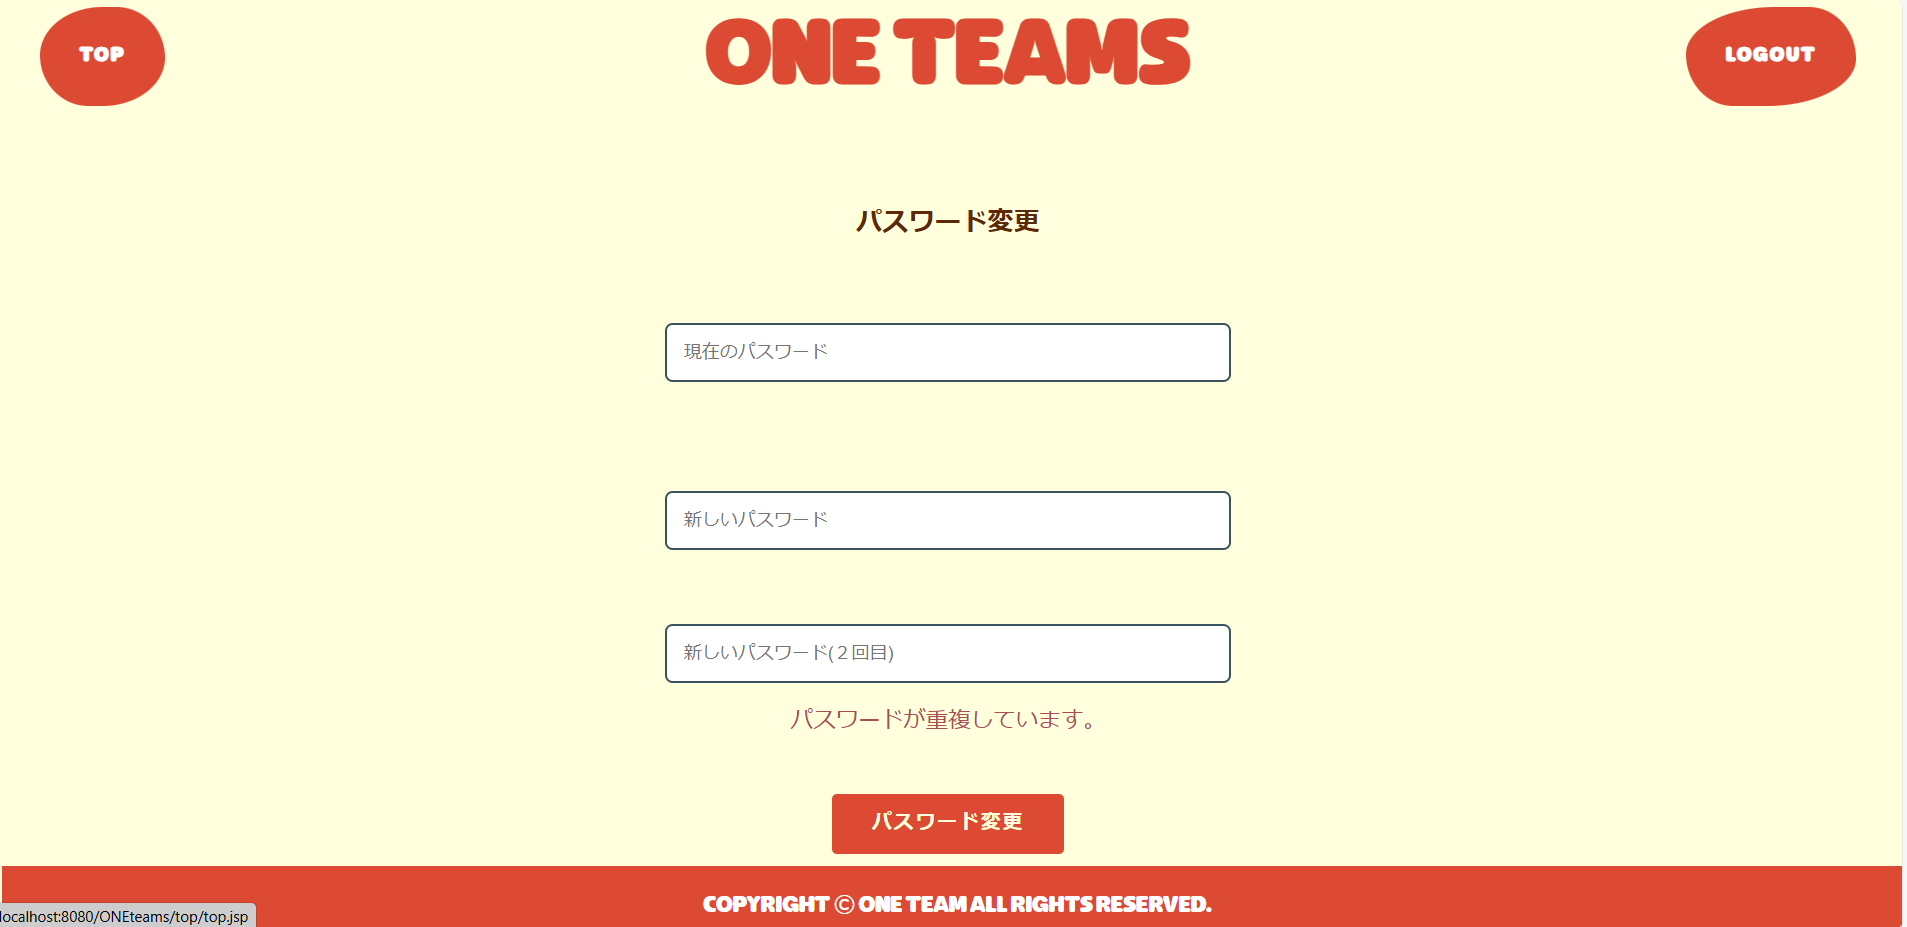 TOP
ONE TEAMS
LOGOUT
パスワード変更
現在のパスワード
新しいパスワード
新しいパスワード(２回目)
パスワードが重複しています。
パスワード変更
COPYRIGHT © ONE TEAM ALL RIGHTS RESERVED.
localhost:8080/ONEteams/top/top.jsp